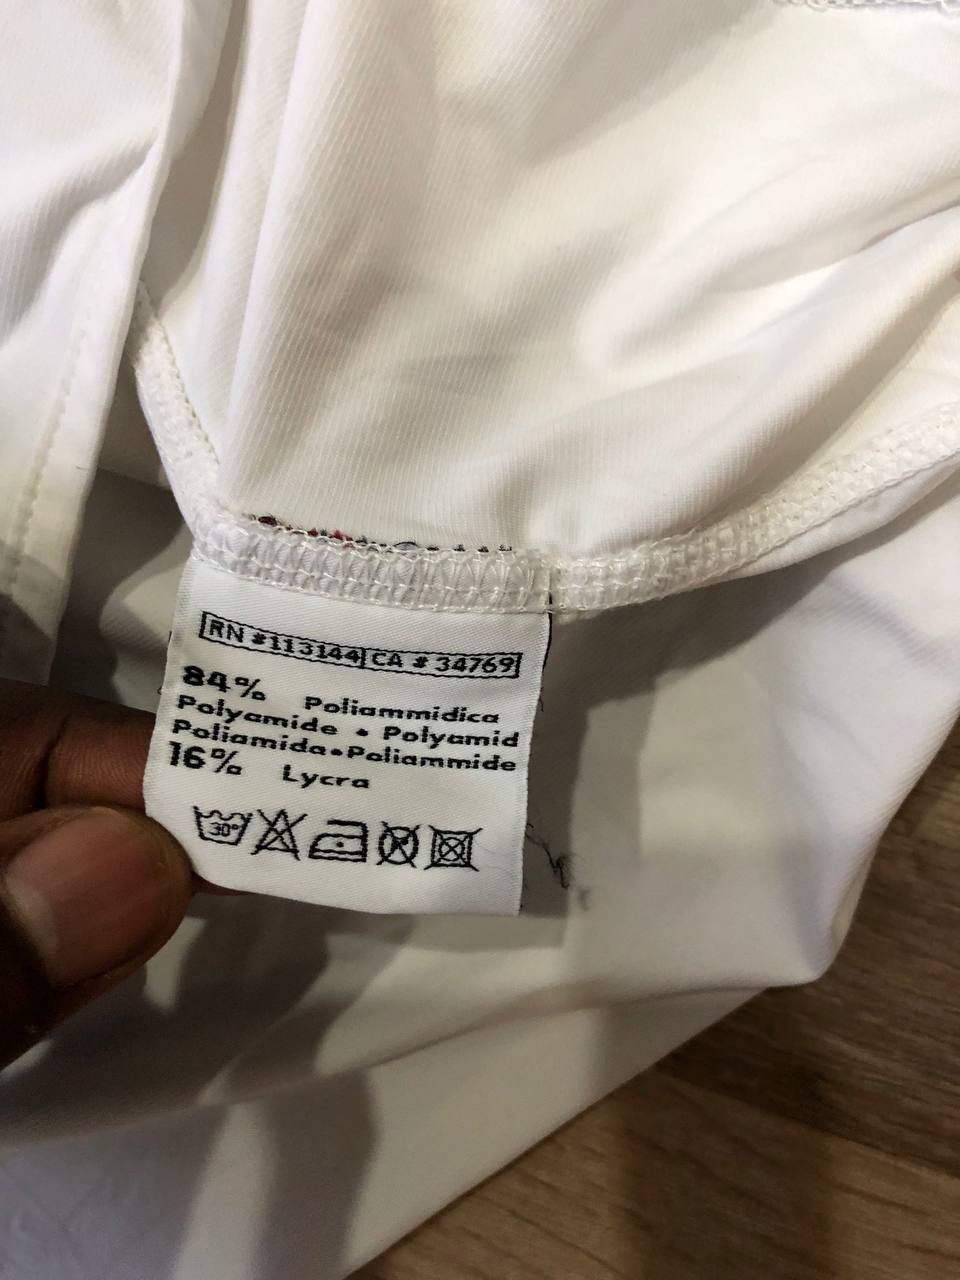 RN #113144 CA # 34769
84% Poliammidica
Polyamide • Polyamid
Poliamida•Poliammide
16% Lycra
30°